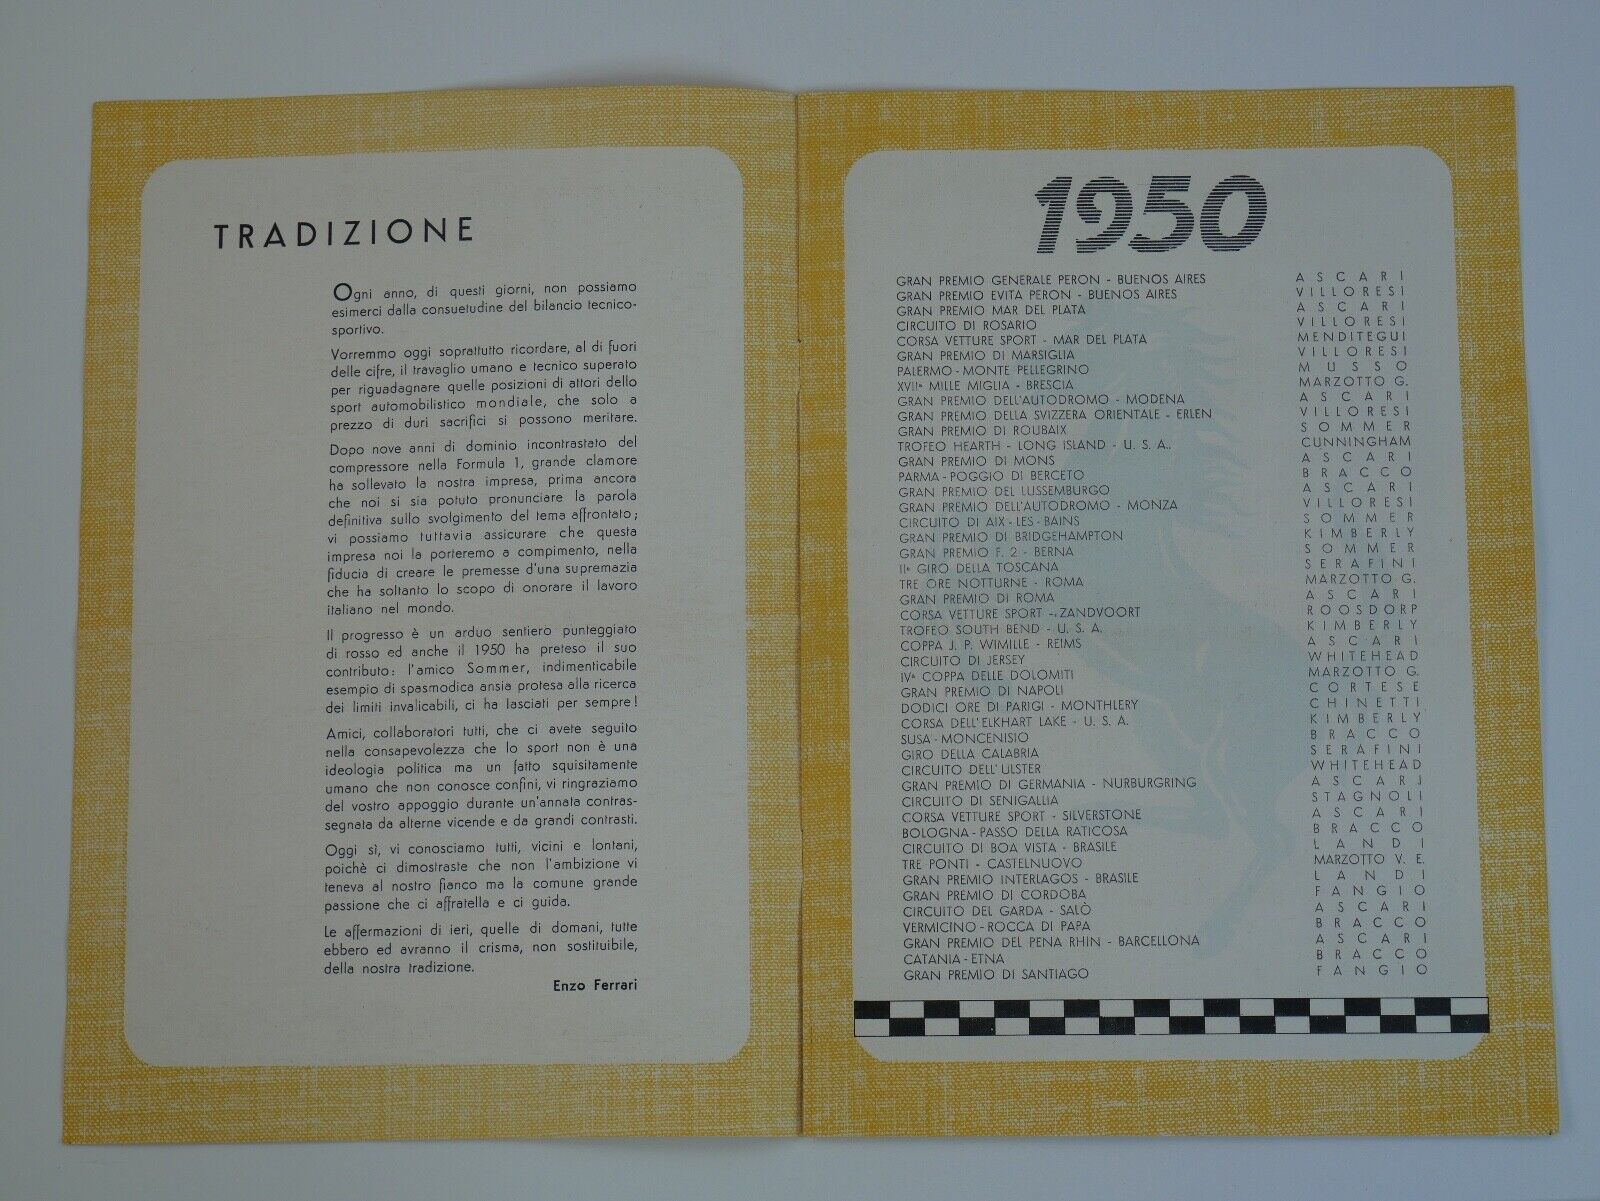 TRADIZIONE
Ogni anno, di questi giorni, non possiamo
esimerci dalla consuetudine del bilancio tecnico-
sportivo.
Vorremmo oggi soprattutto ricordare, al di fuori
delle cifre, il travaglio umano e tecnico superato
per riguadagnare quelle posizioni di attori dello
sport automobilistico mondiale, che solo a
prezzo di duri sacrifici si possono meritare.
Dopo nove anni di dominio incontrastato del
compressore nella Formula 1, grande clamore
ha sollevato la nostra impresa, prima ancora
che noi si sia potuto pronunciare la parola
definitiva sullo svolgimento del tema affrontato;
vi possiamo tuttavia assicurare che questa
impresa noi la porteremo a compimento, nella
fiducia di creare le premesse d'una supremazia
che ha soltanto lo scopo di onorare il lavoro
italiano nel mondo.
Il progresso è un arduo sentiero punteggiato
di rosso ed anche il 1950 ha preteso il suo
contributo: l'amico Sommer, indimenticabile
esempio di spasmodica ansia protesa alla ricerca
dei limiti invalicabili, ci ha lasciati per sempre!
Amici, collaboratori tutti, che ci avete seguito
nella consapevolezza che lo sport non è una
ideologia politica ma un fatto squisitamente
umano che non conosce confini, vi ringraziamo
del vostro appoggio durante un'annata contras-
segnata da alterne vicende e da grandi contrasti.
Oggi sì, vi conosciamo tutti, vicini e lontani,
poichè ci dimostraste che non l'ambizione vi
teneva al nostro fianco ma la comune grande
passione che ci affratella e ci guida.
Le affermazioni di ieri, quelle di domani, tutte
ebbero ed avranno il crisma, non sostituibile,
della nostra tradizione.
Enzo Ferrari
1950
GRAN PREMIO GENERALE PERON - BUENOS AIRES ASCARI
GRAN PREMIO EVITA PERON - BUENOS AIRES VILLORESI
GRAN PREMIO MAR DEL PLATA ASCARI
CIRCUITO DI ROSARIO VILLORESI
CORSA VETTURE SPORT - MAR DEL PLATA MENDITEGUI
GRAN PREMIO DI MARSIGLIA VILLORESI
PALERMO - MONTE PELLEGRINO MUSSO
XVIIª MILLE MIGLIA - BRESCIA MARZOTTO G.
GRAN PREMIO DELL'AUTODROMO - MODENA ASCARI
GRAN PREMIO DELLA SVIZZERA ORIENTALE - ERLEN VILLORESI
GRAN PREMIO DI ROUBAIX SOMMER
TROFEO HEARTH - LONG ISLAND - U. S. A.. CUNNINGHAM
GRAN PREMIO DI MONS ASCARI
PARMA - POGGIO DI BERCETO BRACCO
GRAN PREMIO DEL LUSSEMBURGO ASCARI
GRAN PREMIO DELL'AUTODROMO - MONZA VILLORESI
CIRCUITO DI AIX - LES - BAINS SOMMER
GRAN PREMIO DI BRIDGEHAMPTON KIMBERLY
GRAN PREMIO F. 2 - BERNA SOMMER
IIº GIRO DELLA TOSCANA SERAFINI
TRE ORE NOTTURNE - ROMA MARZOTTO G.
GRAN PREMIO DI ROMA ASCARI
CORSA VETTURE SPORT - ZANDVOORT ROOSDORP
TROFEO SOUTH BEND - U. S. A. KIMBERLY
COPPA J. P. WIMILLE - REIMS ASCARI
CIRCUITO DI JERSEY WHITEHEAD
IVª COPPA DELLE DOLOMITI MARZOTTO G.
GRAN PREMIO DI NAPOLI CORTESE
DODICI ORE DI PARIGI - MONTHLERY CHINETTI
CORSA DELL'ELKHART LAKE - U. S. A. KIMBERLY
SUSA - MONCENISIO BRACCO
GIRO DELLA CALABRIA SERAFINI
CIRCUITO DELL'ULSTER WHITEHEAD
GRAN PREMIO DI GERMANIA - NURBURGRING ASCARI
CIRCUITO DI SENIGALLIA STAGNOLI
CORSA VETTURE SPORT - SILVERSTONE ASCARI
BOLOGNA - PASSO DELLA RATICOSA BRACCO
CIRCUITO DI BOA VISTA - BRASILE LANDI
TRE PONTI - CASTELNUOVO MARZOTTO V. E.
GRAN PREMIO INTERLAGOS - BRASILE LANDI
GRAN PREMIO DI CORDOBA FANGIO
CIRCUITO DEL GARDA - SALÒ ASCARI
VERMICINO - ROCCA DI PAPA BRACCO
GRAN PREMIO DEL PENA RHIN - BARCELLONA ASCARI
CATANIA - ETNA BRACCO
GRAN PREMIO DI SANTIAGO FANGIO